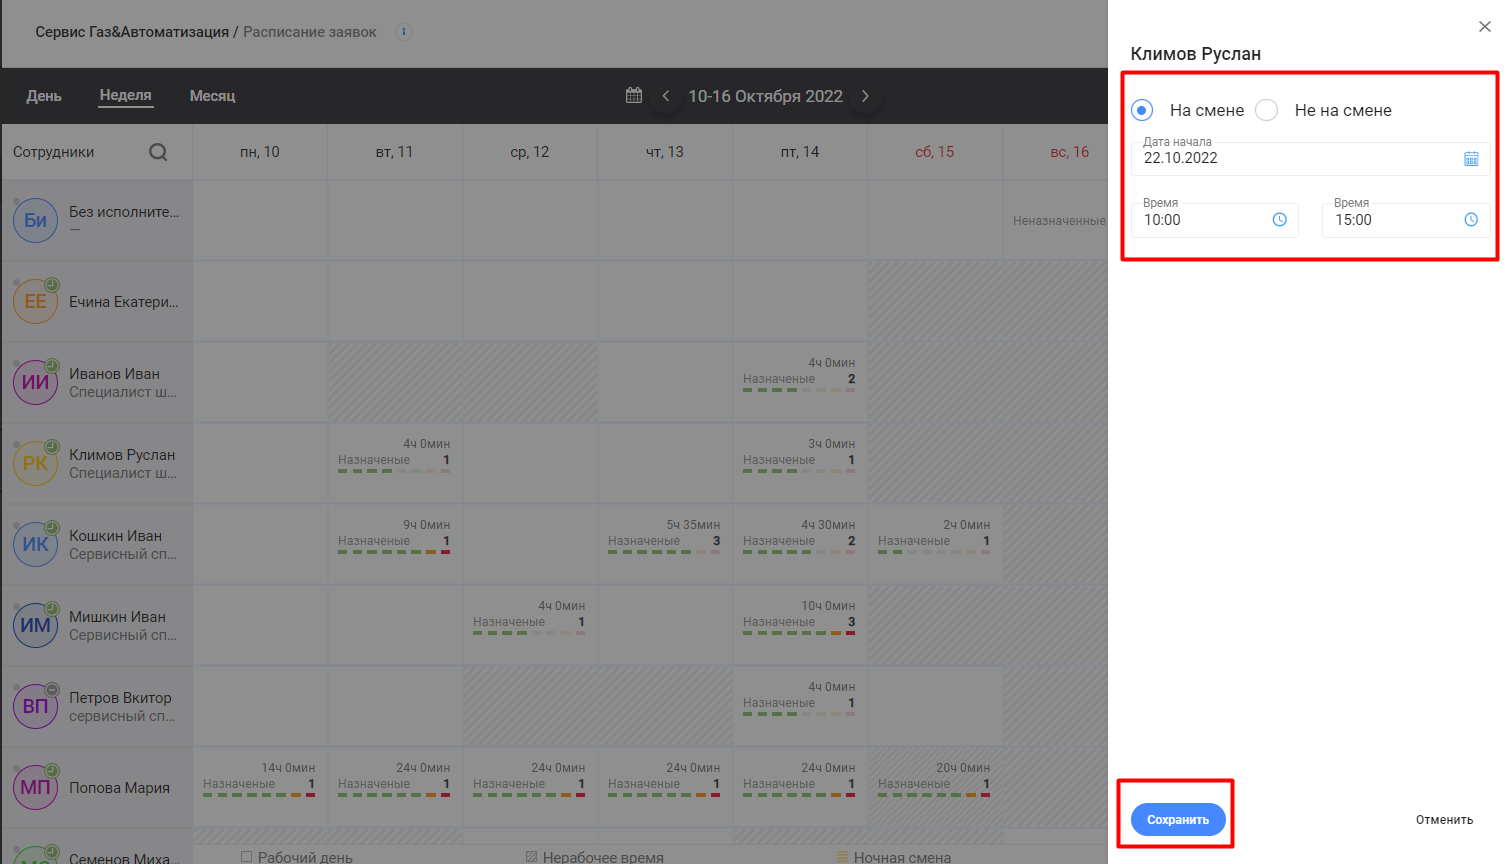 Сервис Газ&Автоматизация / Расписание заявок i
День Неделя Месяц 10-16 Октября 2022
Сотрудники пн, 10 вт, 11 ср, 12 чт, 13 пт, 14 сб, 15 вс, 16
Би Без исполните...
—
Неназначенные
ЕЕ Ечина Екатери...
ИИ Иванов Иван
Специалист ш...
4ч 0мин
Назначеные 2
РК Климов Руслан
Специалист ш...
4ч 0мин 3ч 0мин
Назначеные 1 Назначеные 1
ИК Кошкин Иван
Сервисный сп...
9ч 0мин 5ч 35мин 4ч 30мин 2ч 0мин
Назначеные 1 Назначеные 3 Назначеные 2 Назначеные 1
ИМ Мишкин Иван
Сервисный сп...
4ч 0мин 10ч 0мин
Назначеные 1 Назначеные 3
ВП Петров Вкитор
сервисный сп...
4ч 0мин
Назначеные 1
МП Попова Мария
14ч 0мин 24ч 0мин 24ч 0мин 24ч 0мин 24ч 0мин 20ч 0мин
Назначеные 1 Назначеные 1 Назначеные 1 Назначеные 1 Назначеные 1 Назначеные 1
Семенов Миха...
Рабочий день Нерабочее время Ночная смена
Климов Руслан
На смене Не на смене
Дата начала
22.10.2022
Время Время
10:00 15:00
Сохранить Отменить